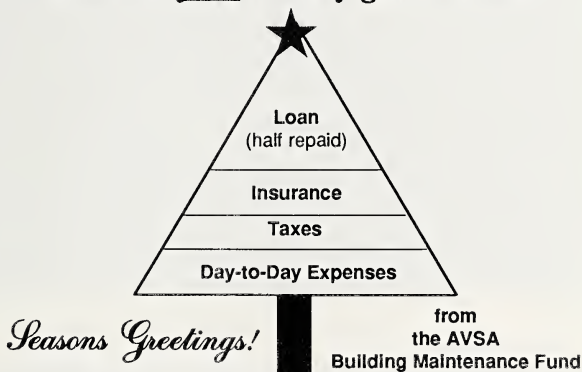 Loan
(half repaid)
Insurance
Taxes
Day-to-Day Expenses
Seasons Greetings!
from
the AVSA
Building Maintenance Fund